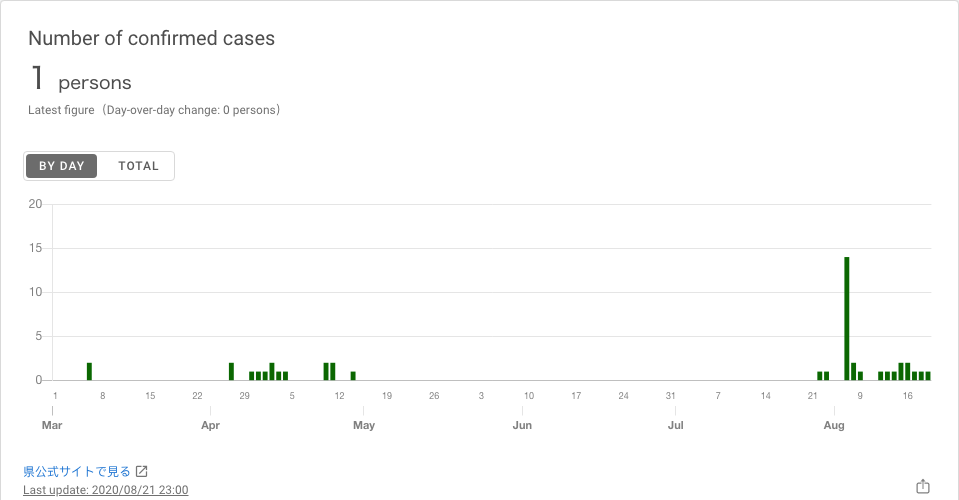 Number of confirmed cases
1 persons
Latest figure（Day-over-day change: 0 persons）
BY DAY TOTAL
20
15
10
5
0
1 8 15 22 29 5 12 19 26 3 10 17 24 31 7 14 21 9 16
Mar Apr May Jun Jul Aug
県公式サイトで見る
Last update: 2020/08/21 23:00